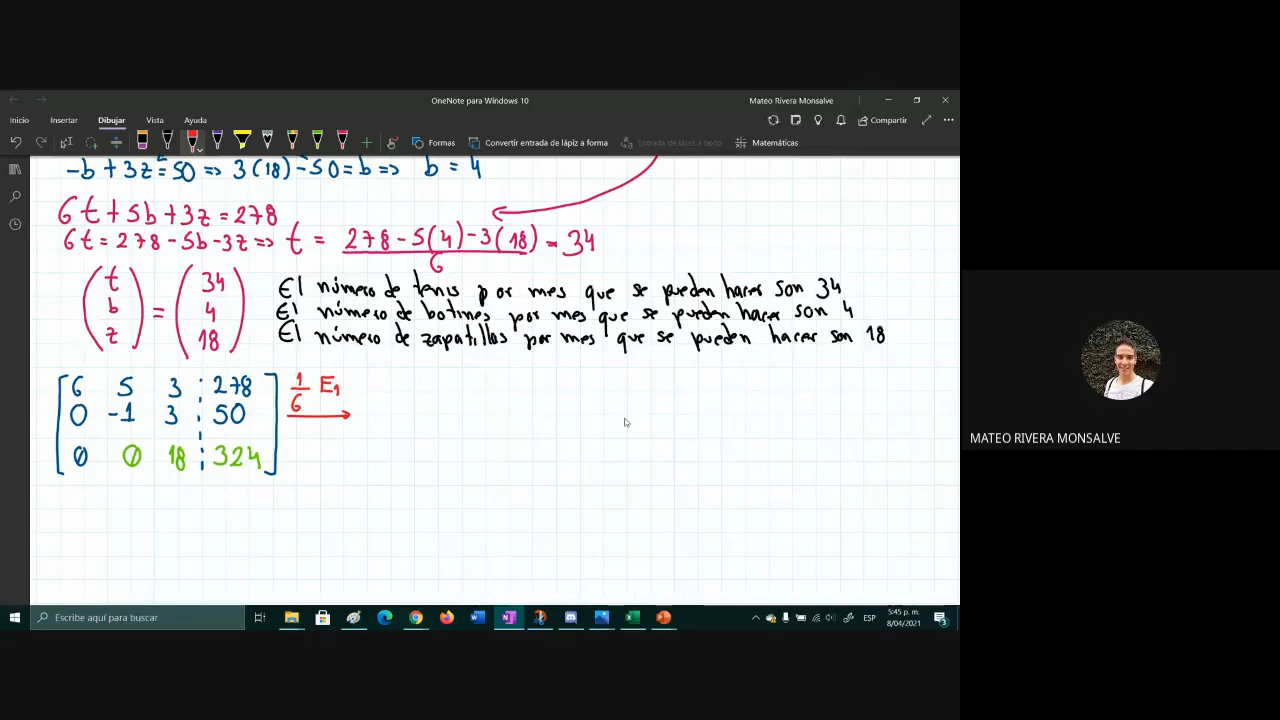 OneNote para Windows 10
Mateo Rivera Monsalve
Inicio Insertar Dibujar Vista Ayuda
Compartir
Formas Convertir entrada de lápiz a forma Entrada de lápiz a texto Matemáticas
-b + 3z = 50 => 3(18) - 50 = b => b = 4
6t + 5b + 3z = 278
6t = 278 - 5b - 3z => t = 278 - 5(4) - 3(18) = 34
6
t 34
b = 4
z 18
El número de tenis por mes que se pueden hacer son 34
El número de botines por mes que se pueden hacer son 4
El número de zapatillas por mes que se pueden hacer son 18
6 5 3 278 1/6 E1
0 -1 3 50
0 0 18 324
MATEO RIVERA MONSALVE
Escribe aquí para buscar
ESP
5:45 p. m.
8/04/2021
3